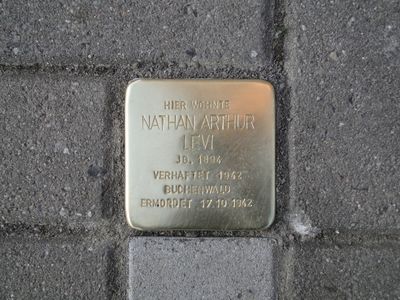 HIER WOHNTE
NATHAN ARTHUR
LEVI
JG. 1894
VERHAFTET 1942
BUCHENWALD
ERMORDET 17.10.1942